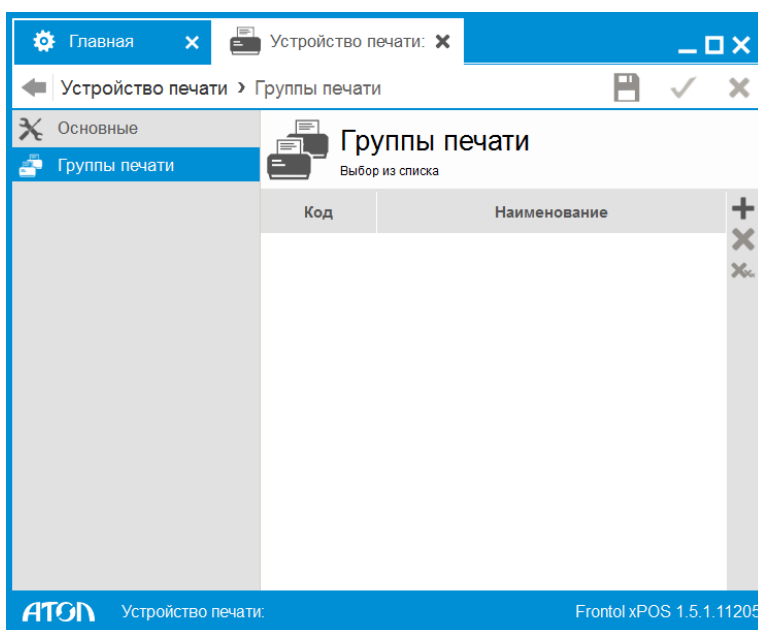 Главная
Устройство печати:
Устройство печати › Группы печати
Основные
Группы печати
Группы печати
Выбор из списка
Код Наименование
ATOЛ Устройство печати: Frontol xPOS 1.5.1.11205